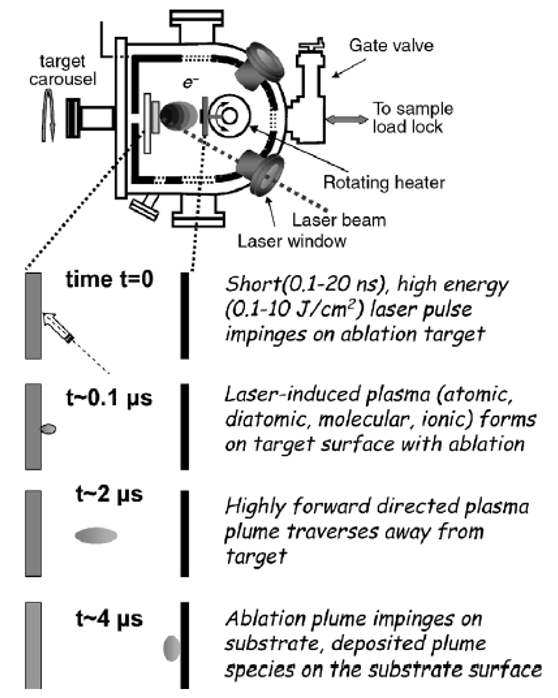 target
carousel
e⁻
Gate valve
To sample
load lock
Rotating heater
Laser beam
Laser window
time t=0
Short(0.1-20 ns), high energy
(0.1-10 J/cm²) laser pulse
impinges on ablation target
t~0.1 µs
Laser-induced plasma (atomic,
diatomic, molecular, ionic) forms
on target surface with ablation
t~2 µs
Highly forward directed plasma
plume traverses away from
target
t~4 µs
Ablation plume impinges on
substrate, deposited plume
species on the substrate surface